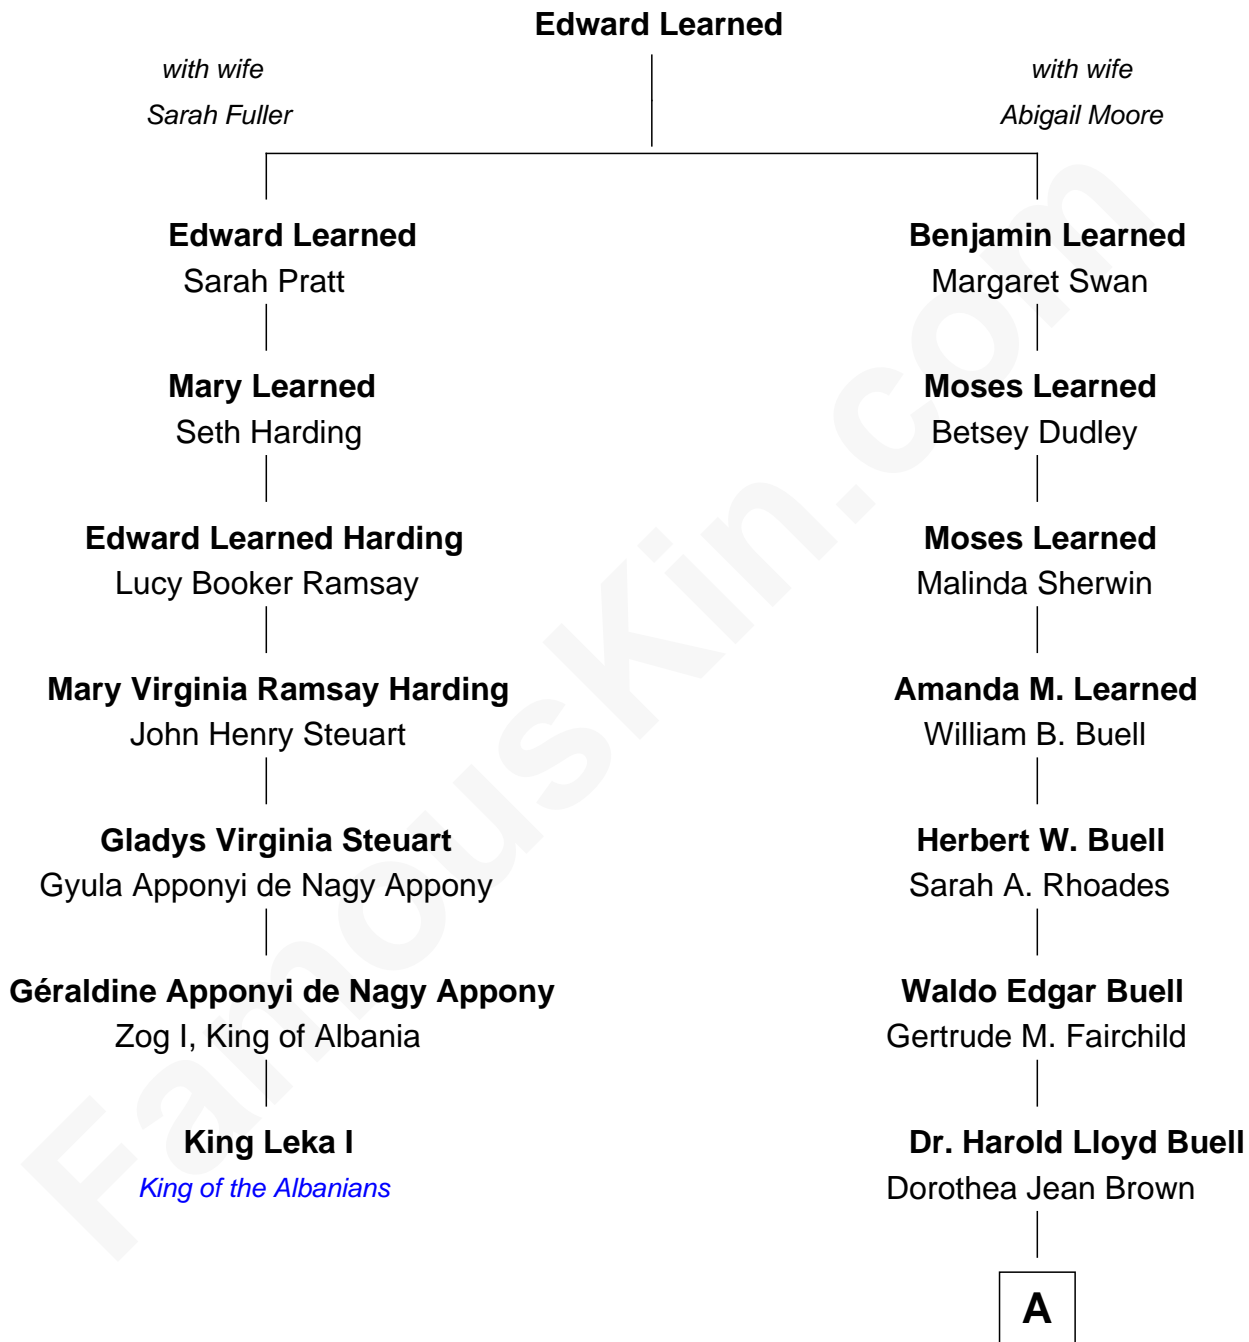 Edward Learned
with wife
Sarah Fuller
with wife
Abigail Moore
Edward Learned
Sarah Pratt
Benjamin Learned
Margaret Swan
Mary Learned
Seth Harding
Moses Learned
Betsey Dudley
Edward Learned Harding
Lucy Booker Ramsay
Moses Learned
Malinda Sherwin
Mary Virginia Ramsay Harding
John Henry Steuart
Amanda M. Learned
William B. Buell
Gladys Virginia Steuart
Gyula Apponyi de Nagy Appony
Herbert W. Buell
Sarah A. Rhoades
Géraldine Apponyi de Nagy Appony
Zog I, King of Albania
Waldo Edgar Buell
Gertrude M. Fairchild
King Leka I
King of the Albanians
Dr. Harold Lloyd Buell
Dorothea Jean Brown
A
FamousKin.com